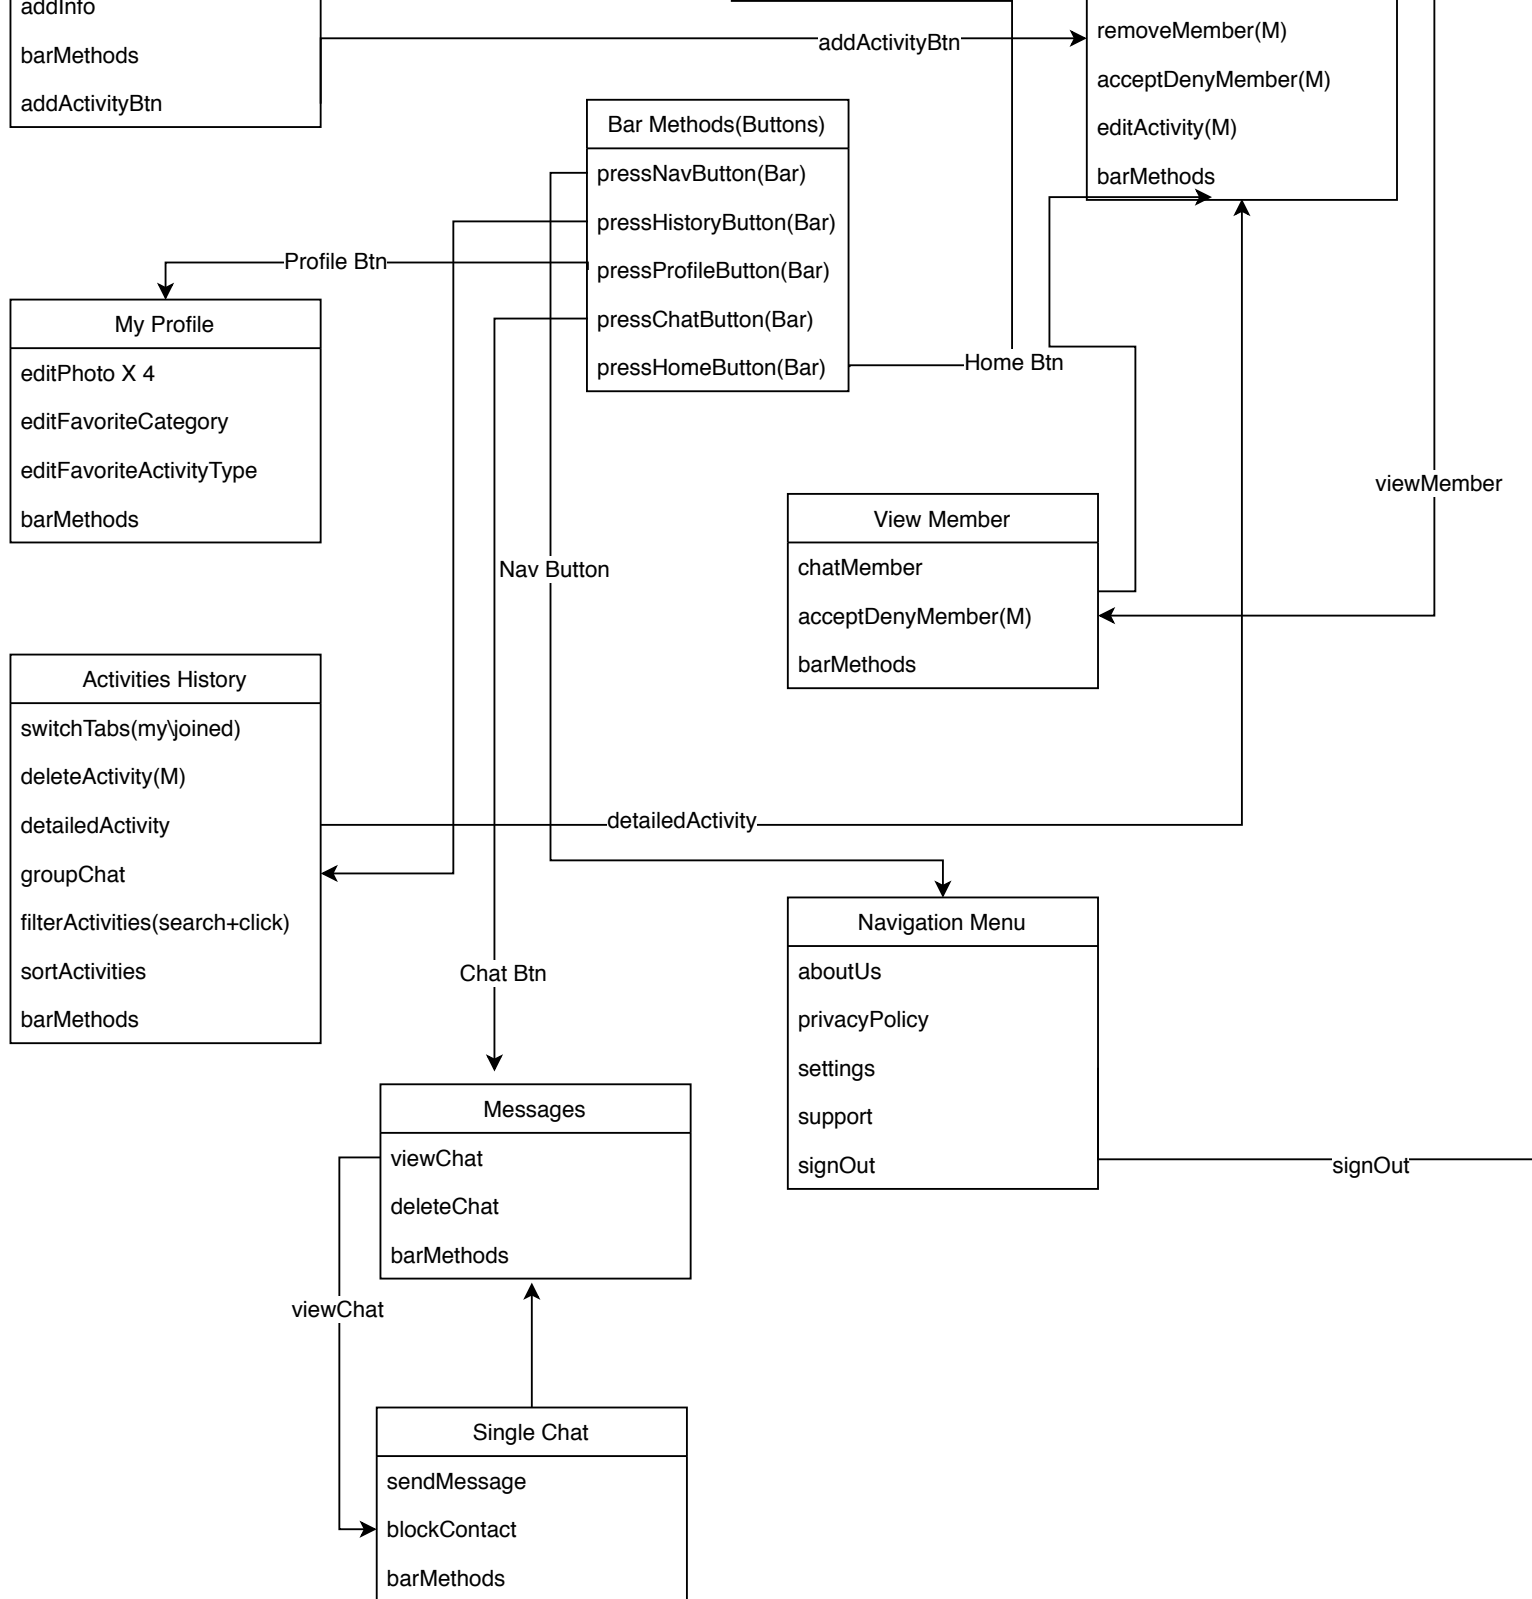 addInfo
barMethods
addActivityBtn
addActivityBtn
removeMember(M)
acceptDenyMember(M)
editActivity(M)
barMethods
Bar Methods(Buttons)
pressNavButton(Bar)
pressHistoryButton(Bar)
pressProfileButton(Bar)
pressChatButton(Bar)
pressHomeButton(Bar)
Profile Btn
Home Btn
My Profile
editPhoto X 4
editFavoriteCategory
editFavoriteActivityType
barMethods
viewMember
View Member
chatMember
acceptDenyMember(M)
barMethods
Nav Button
Activities History
switchTabs(my\joined)
deleteActivity(M)
detailedActivity
groupChat
filterActivities(search+click)
sortActivities
barMethods
detailedActivity
Navigation Menu
aboutUs
privacyPolicy
settings
support
signOut
signOut
Chat Btn
Messages
viewChat
deleteChat
barMethods
viewChat
Single Chat
sendMessage
blockContact
barMethods